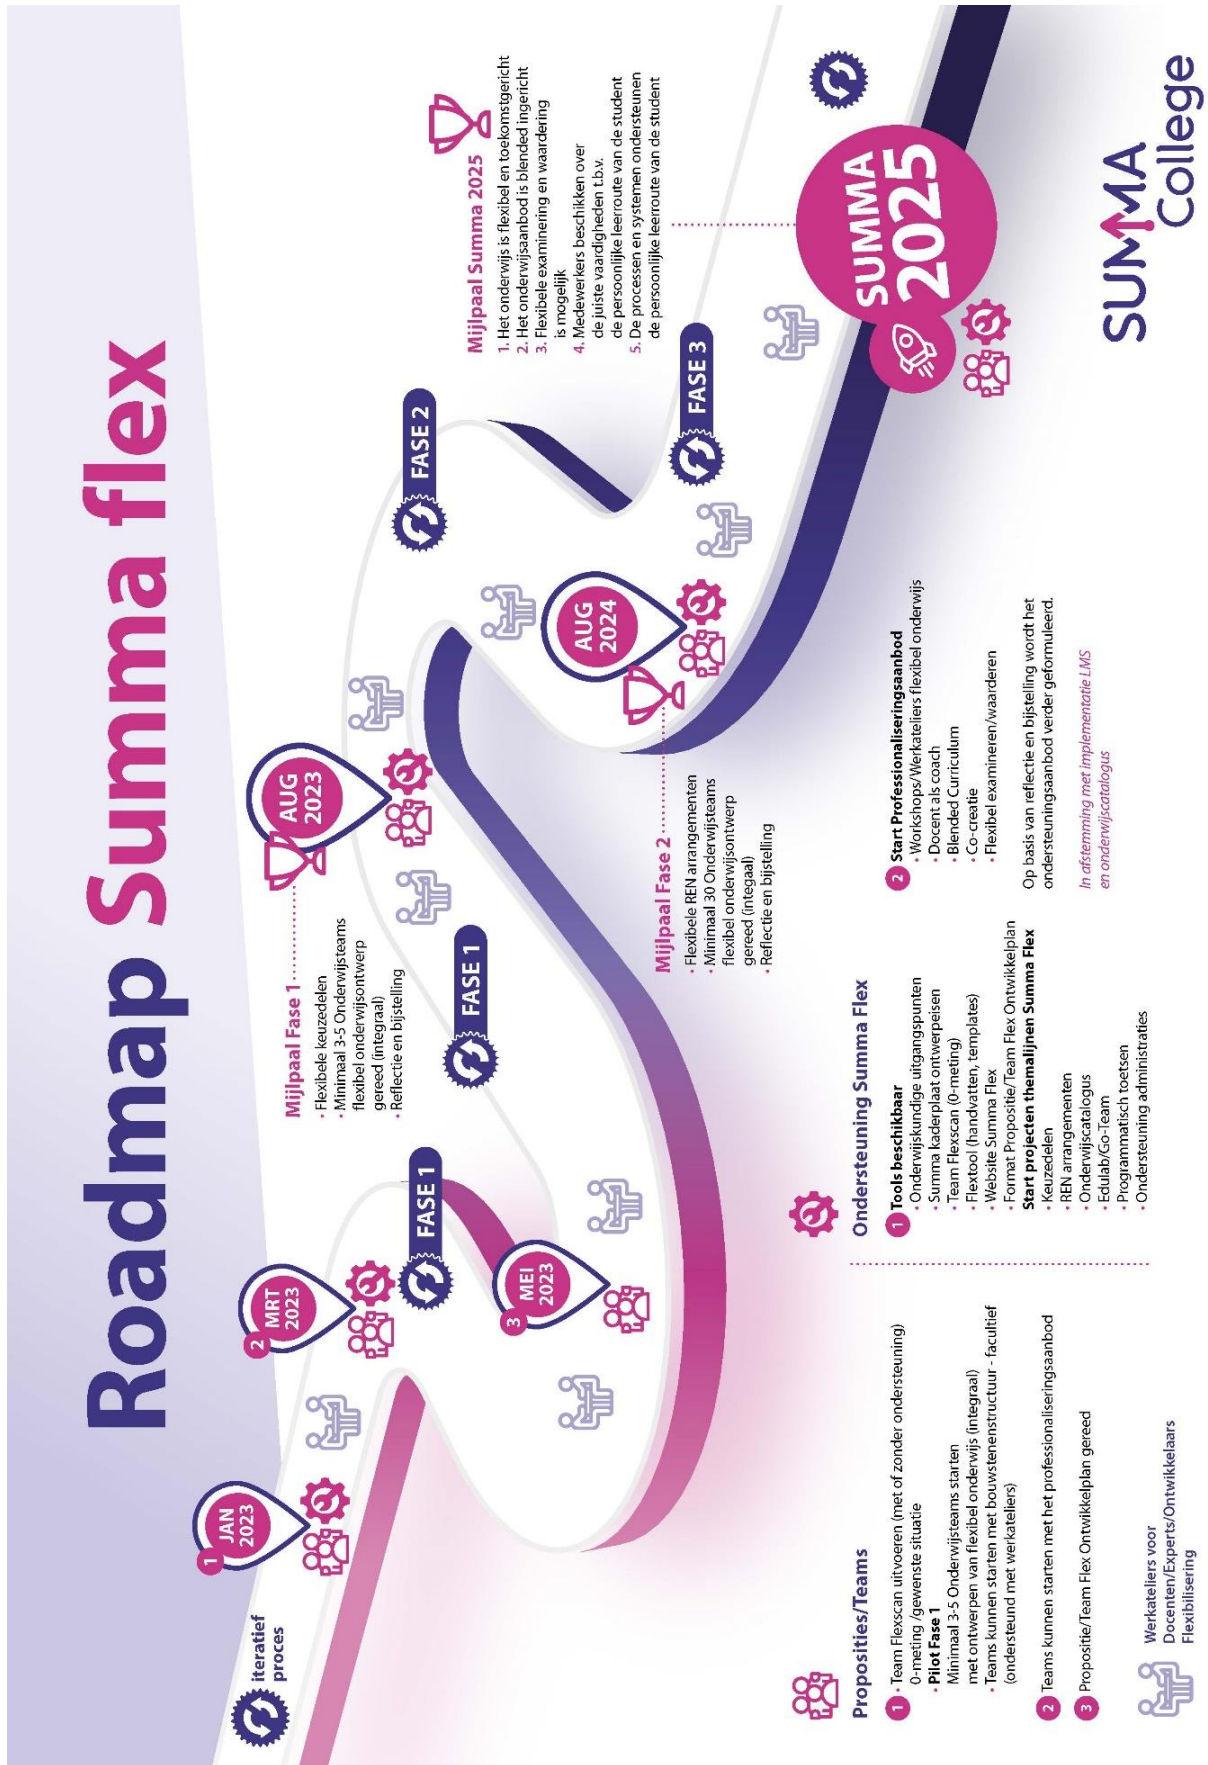 Roadmap Summa flex
iteratief
proces
1
JAN
2023
2
MRT
2023
FASE 1
3
MEI
2023
FASE 1
AUG
2023
Mijlpaal Fase 1
• Flexibele keuzedelen
• Minimaal 3-5 Onderwijsteams
flexibel onderwijsontwerp
gereed (integaal)
• Reflectie en bijstelling
FASE 2
AUG
2024
Mijlpaal Fase 2
• Flexibele REN arrangementen
• Minimaal 30 Onderwijsteams
flexibel onderwijsontwerp
gereed (integaal)
• Reflectie en bijstelling
FASE 3
Mijlpaal Summa 2025
1. Het onderwijs is flexibel en toekomstgericht
2. Het onderwijsaanbod is blended ingericht
3. Flexibele examinering en waardering
is mogelijk
4. Medewerkers beschikken over
de juiste vaardigheden t.b.v.
de persoonlijke leerroute van de student
5. De processen en systemen ondersteunen
de persoonlijke leerroute van de student
SUMMA
2025
Proposities/Teams
1 • Team Flexscan uitvoeren (met of zonder ondersteuning)
0-meting /gewenste situatie
• Pilot Fase 1
Minimaal 3-5 Onderwijsteams starten
met ontwerpen van flexibel onderwijs (integraal)
• Teams kunnen starten met bouwstenenstructuur - facultief
(ondersteund met werkateliers)
2 Teams kunnen starten met het professionaliseringsaanbod
3 Propositie/Team Flex Ontwikkelplan gereed
Werkateliers voor
Docenten/Experts/Ontwikkelaars
Flexibilisering
Ondersteuning Summa Flex
1 Tools beschikbaar
• Onderwijskundige uitgangspunten
• Summa kaderplaat ontwerpeisen
• Team Flexscan (0-meting)
• Flextool (handvatten, templates)
• Website Summa Flex
• Format Propositie/Team Flex Ontwikkelplan
Start projecten themalijnen Summa Flex
• Keuzedelen
• REN arrangementen
• Onderwijscatalogus
• Edulab/Go-Team
• Programmatisch toetsen
• Ondersteuning administraties
2 Start Professionaliseringsaanbod
• Workshops/Werkateliers flexibel onderwijs
• Docent als coach
• Blended Curriculum
• Co-creatie
• Flexibel examineren/waarderen
Op basis van reflectie en bijstelling wordt het
ondersteuningsaanbod verder geformuleerd.
In afstemming met implementatie LMS
en onderwijscatalogus
SUMMA
College